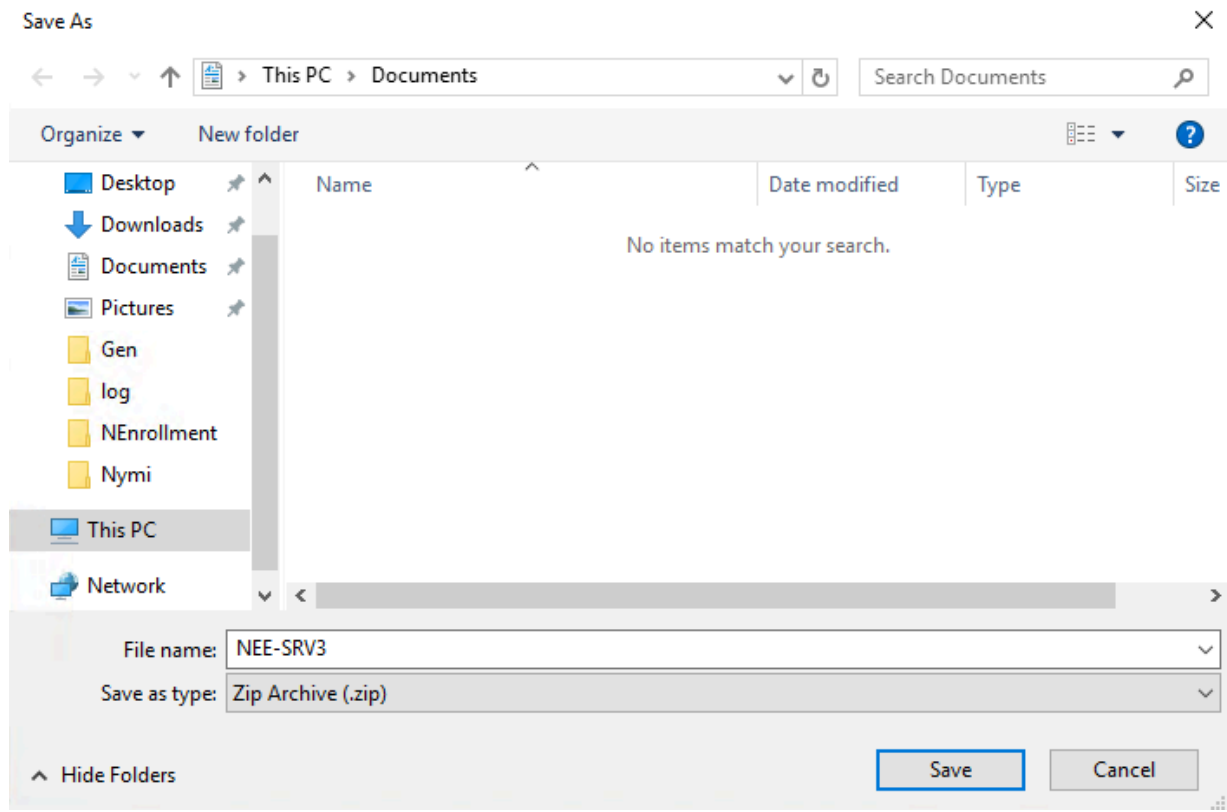 Save As
This PC > Documents
Search Documents
Organize
New folder
Name
Date modified
Type
Size
No items match your search.
Desktop
Downloads
Documents
Pictures
Gen
log
NEnrollment
Nymi
This PC
Network
File name: NEE-SRV3
Save as type: Zip Archive (.zip)
Hide Folders
Save
Cancel